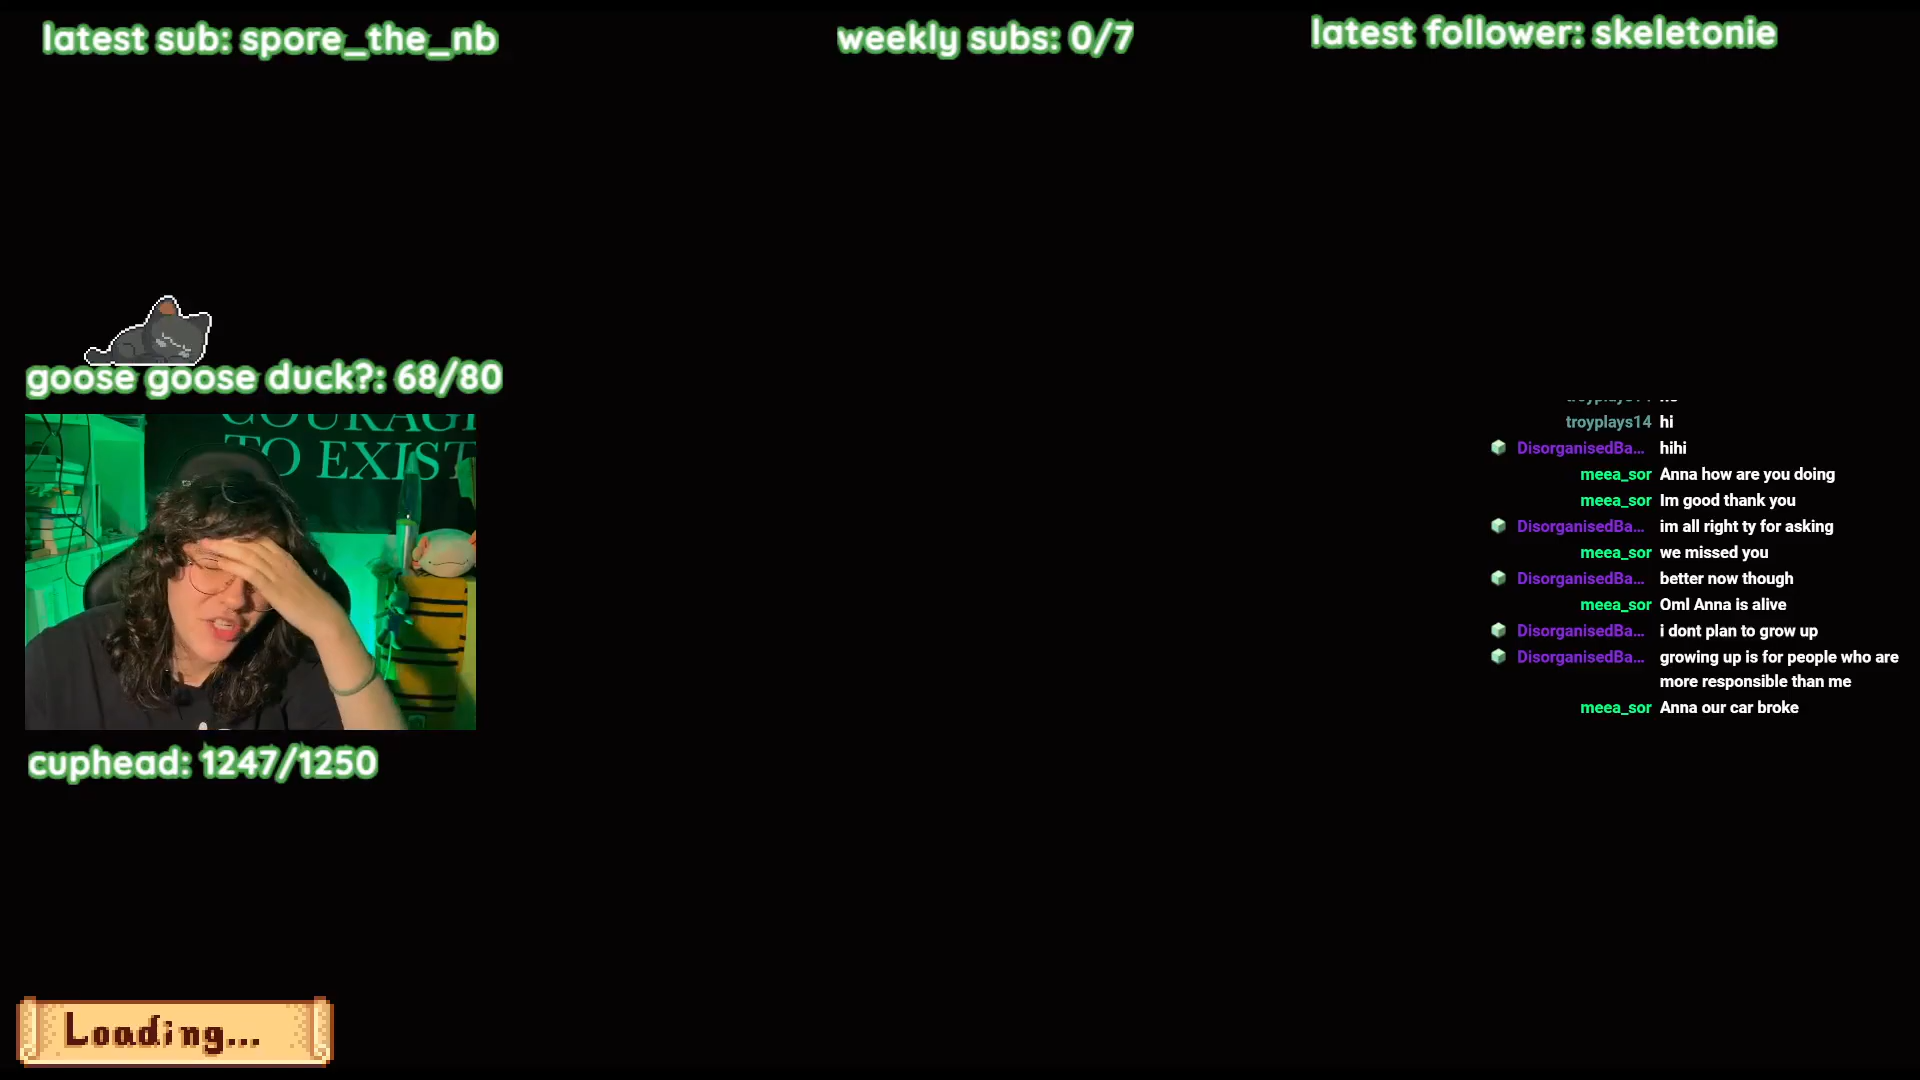 latest sub: spore_the_nb
weekly subs: 0/7
latest follower: skeletonie
goose goose duck?: 68/80
COURAGE
TO EXIST
cuphead: 1247/1250
troyplays14 hi
DisorganisedBa... hihi
meea_sor Anna how are you doing
meea_sor Im good thank you
DisorganisedBa... im all right ty for asking
meea_sor we missed you
DisorganisedBa... better now though
meea_sor Oml Anna is alive
DisorganisedBa... i dont plan to grow up
DisorganisedBa... growing up is for people who are
more responsible than me
meea_sor Anna our car broke
Loading...